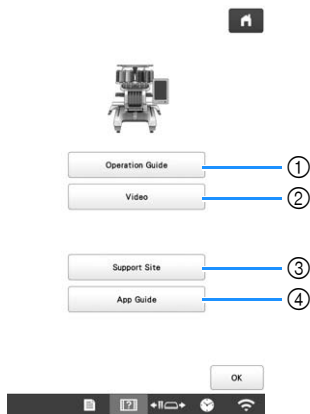 Operation Guide
①
Video
②
Support Site
③
App Guide
④
OK